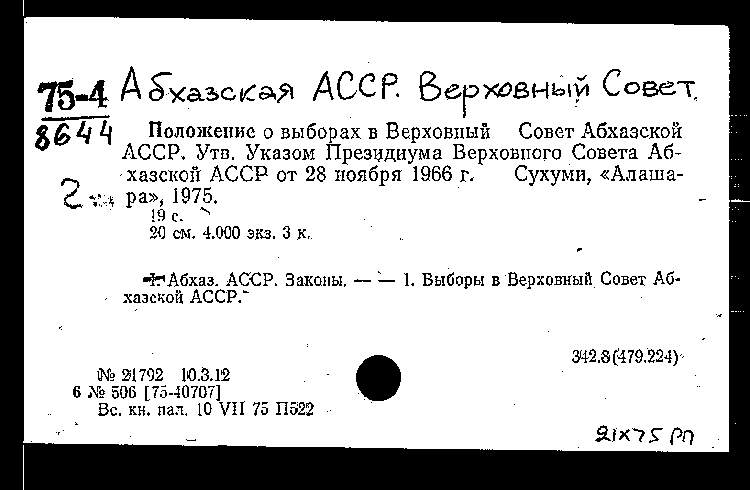 75-4
8644
Абхазская АССР. Верховный Совет.
Положение о выборах в Верховный Совет Абхазской
АССР. Утв. Указом Президиума Верховного Совета Аб-
хазской АССР от 28 ноября 1966 г. Сухуми, «Алаша-
ра», 1975.
2
19 с.
20 см. 4.000 экз. 3 к.
Абхаз. АССР. Законы. — — 1. Выборы в Верховный Совет Аб-
хазской АССР.
342.8(479.224)
№ 21792 10.3.12
6 № 506 [75-40707]
Вс. кн. пал. 10 VII 75 П522
21x75 РП